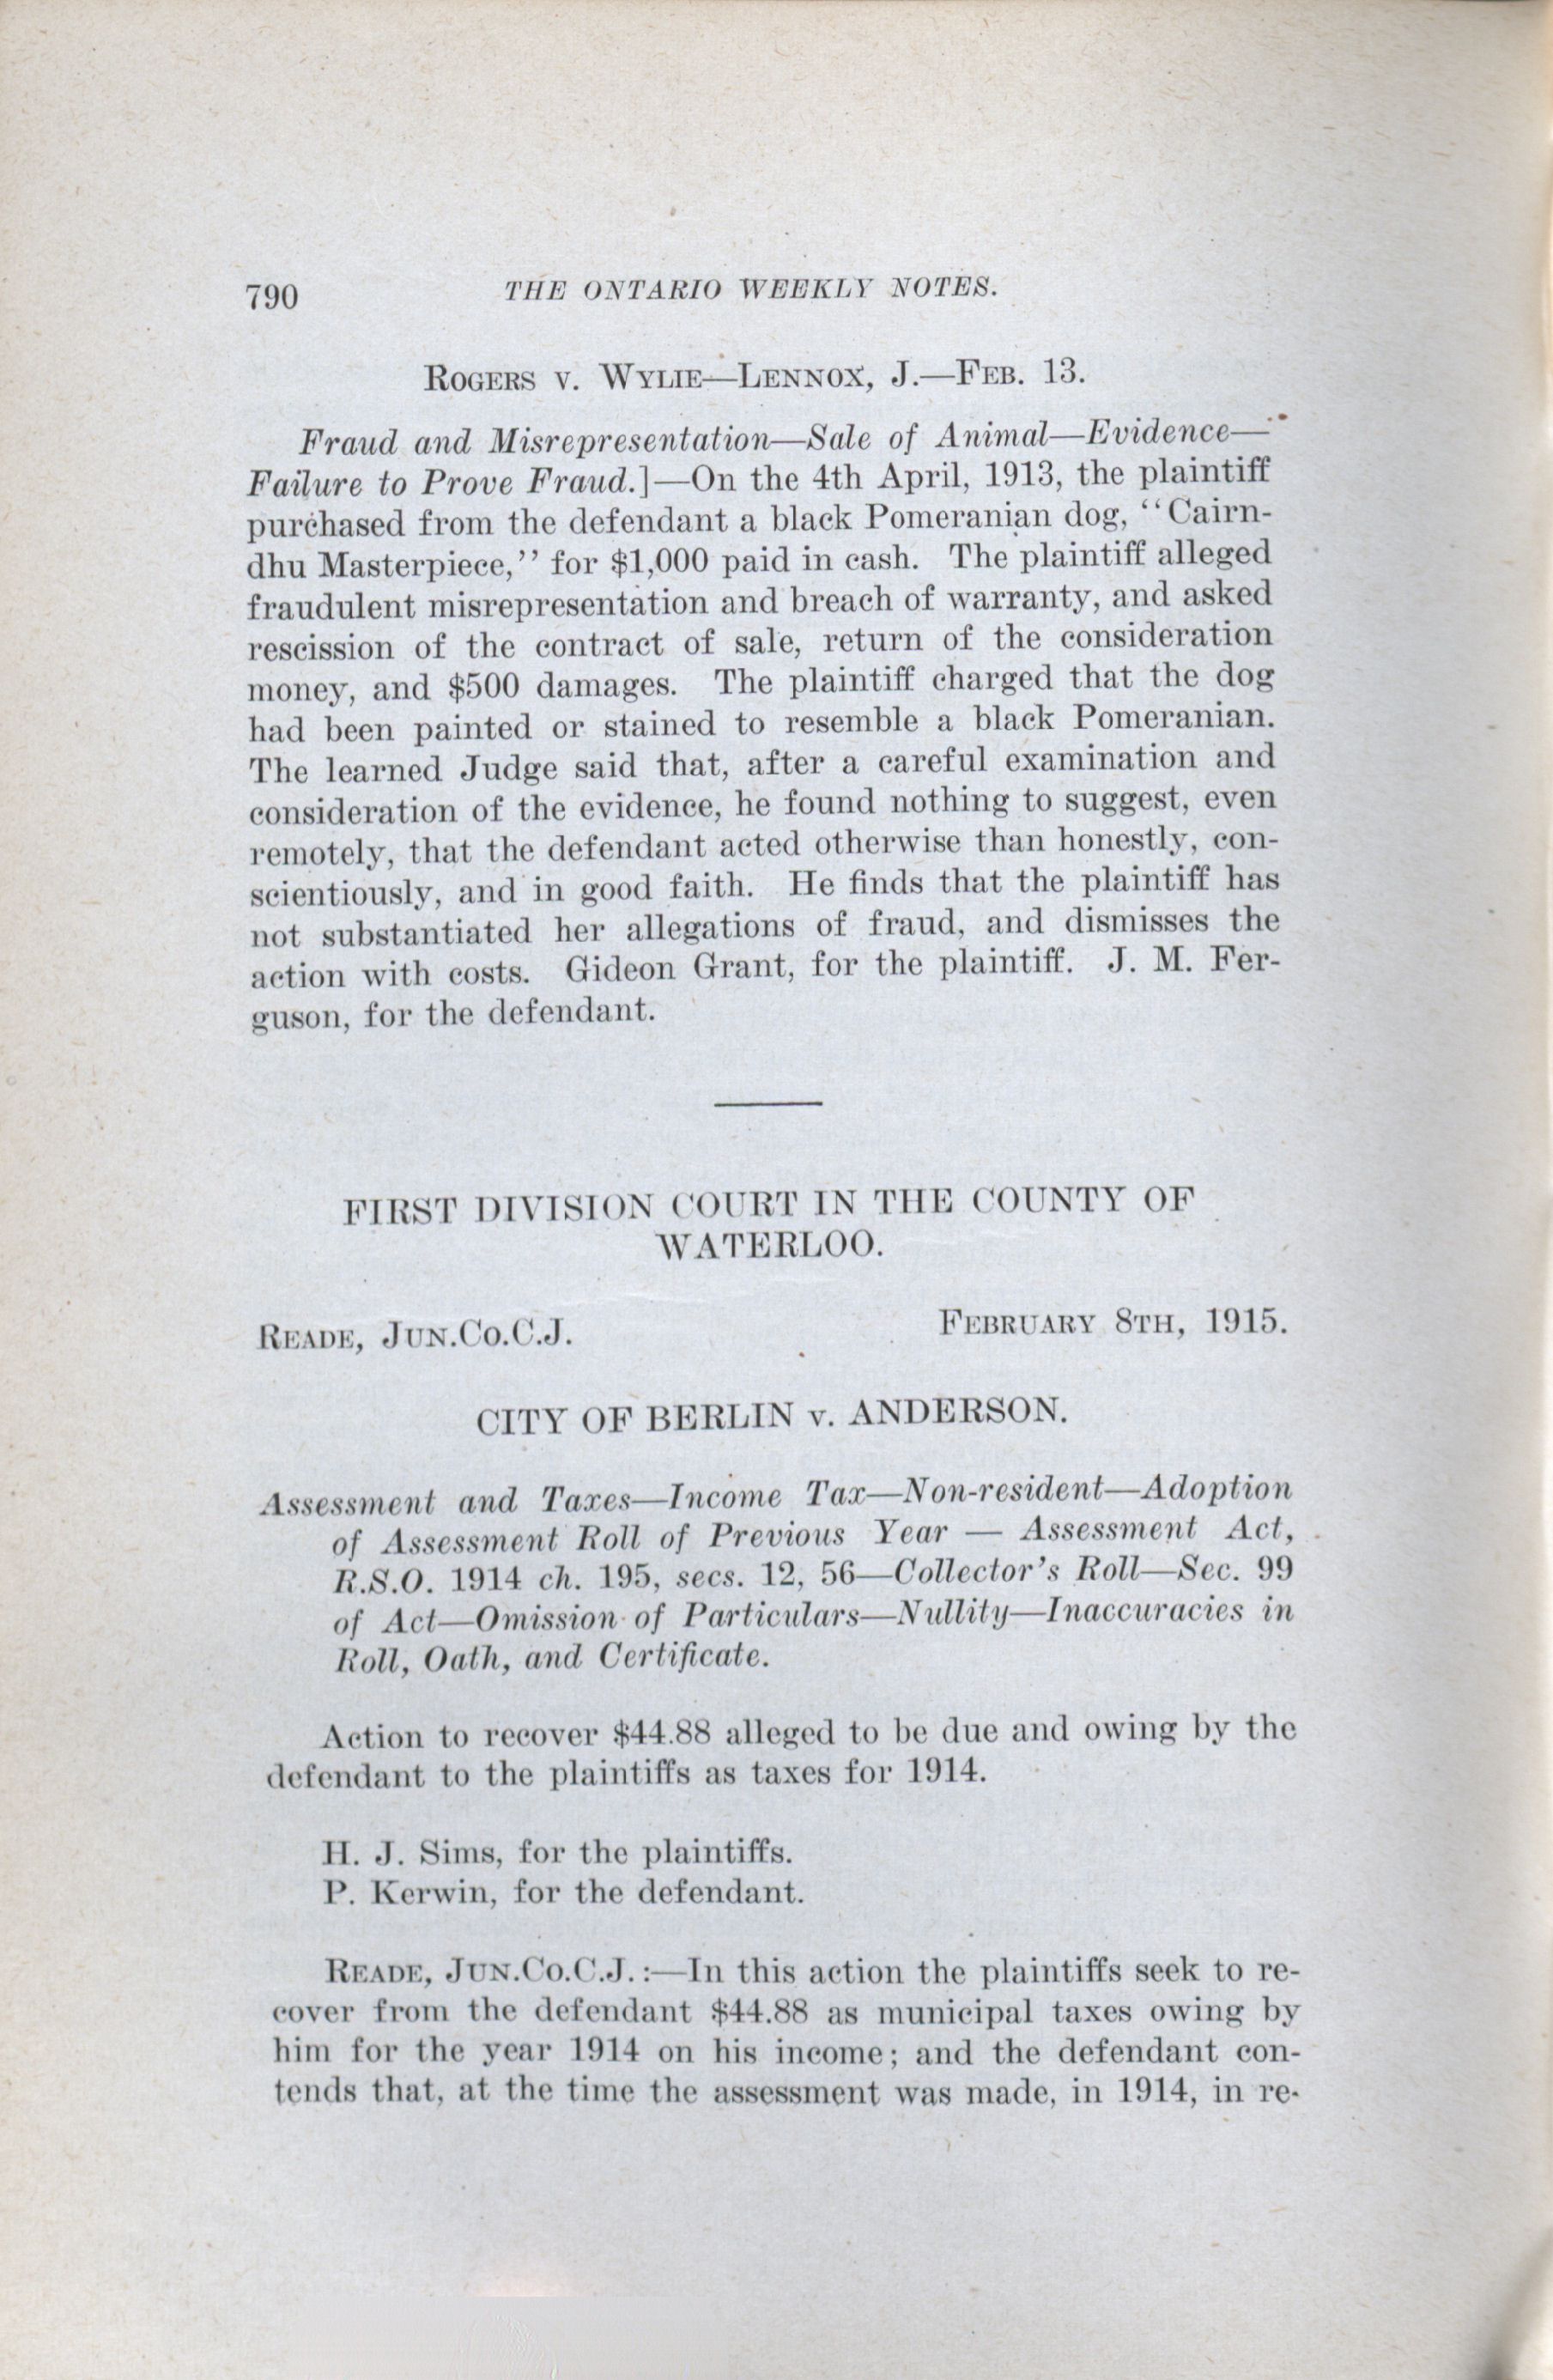 790
THE ONTARIO WEEKLY NOTES.
ROGERS V. WYLIE—LENNOX, J.—FEB. 13.
Fraud and Misrepresentation—Sale of Animal—Evidence—
Failure to Prove Fraud.]—On the 4th April, 1913, the plaintiff
purchased from the defendant a black Pomeranian dog, “Cairn-
dhu Masterpiece,” for $1,000 paid in cash. The plaintiff alleged
fraudulent misrepresentation and breach of warranty, and asked
rescission of the contract of sale, return of the consideration
money, and $500 damages. The plaintiff charged that the dog
had been painted or stained to resemble a black Pomeranian.
The learned Judge said that, after a careful examination and
consideration of the evidence, he found nothing to suggest, even
remotely, that the defendant acted otherwise than honestly, con-
scientiously, and in good faith. He finds that the plaintiff has
not substantiated her allegations of fraud, and dismisses the
action with costs. Gideon Grant, for the plaintiff. J. M. Fer-
guson, for the defendant.
FIRST DIVISION COURT IN THE COUNTY OF
WATERLOO.
READE, JUN.CO.C.J. FEBRUARY 8TH, 1915.
CITY OF BERLIN v. ANDERSON.
Assessment and Taxes—Income Tax—Non-resident—Adoption
of Assessment Roll of Previous Year — Assessment Act,
R.S.O. 1914 ch. 195, secs. 12, 56—Collector's Roll—Sec. 99
of Act—Omission of Particulars—Nullity—Inaccuracies in
Roll, Oath, and Certificate.
Action to recover $44.88 alleged to be due and owing by the
defendant to the plaintiffs as taxes for 1914.
H. J. Sims, for the plaintiffs.
P. Kerwin, for the defendant.
READE, JUN.CO.C.J.:—In this action the plaintiffs seek to re-
cover from the defendant $44.88 as municipal taxes owing by
him for the year 1914 on his income; and the defendant con-
tends that, at the time the assessment was made, in 1914, in re-